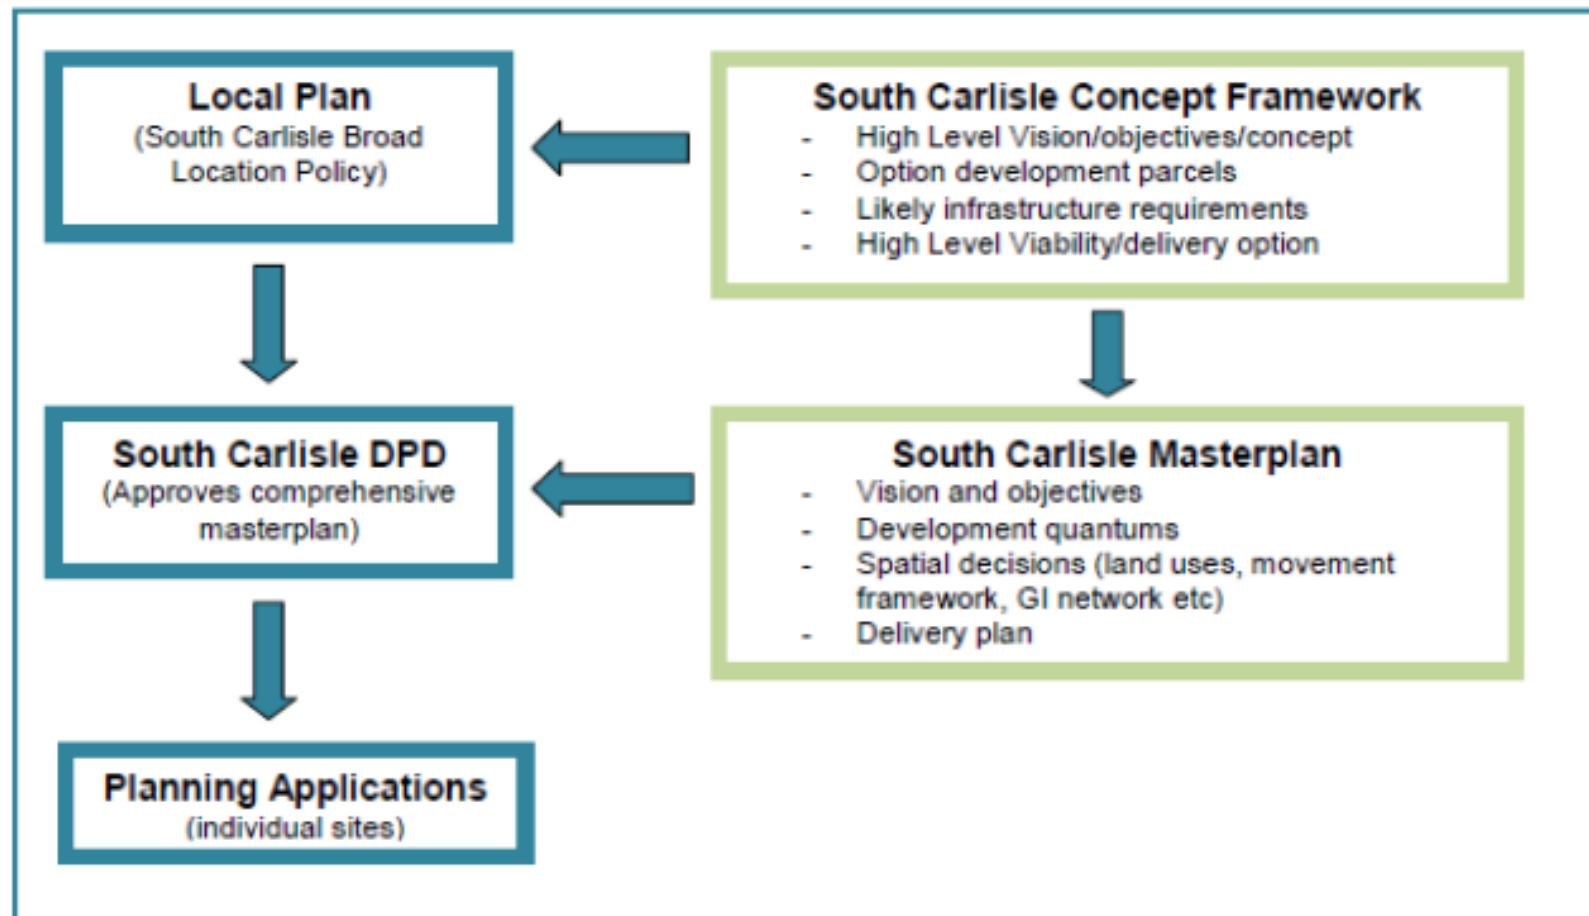 Local Plan
(South Carlisle Broad
Location Policy)
South Carlisle Concept Framework
- High Level Vision/objectives/concept
- Option development parcels
- Likely infrastructure requirements
- High Level Viability/delivery option
South Carlisle DPD
(Approves comprehensive
masterplan)
South Carlisle Masterplan
- Vision and objectives
- Development quantums
- Spatial decisions (land uses, movement
framework, GI network etc)
- Delivery plan
Planning Applications
(individual sites)